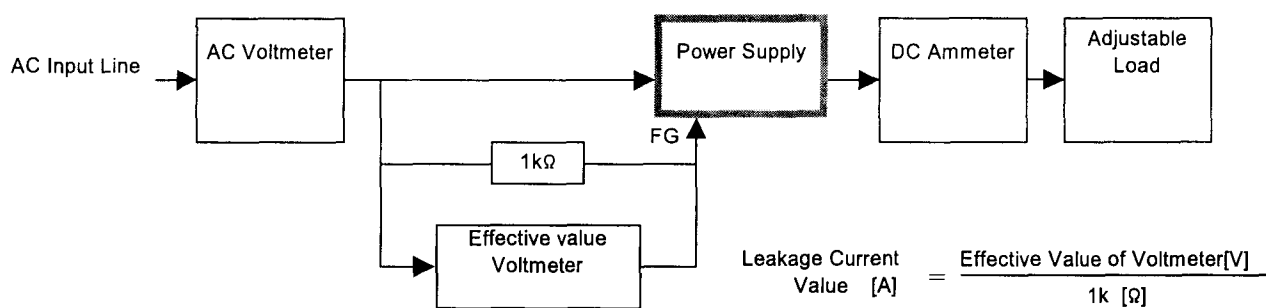 AC Input Line
AC Voltmeter
Power Supply
DC Ammeter
Adjustable
Load
FG
1kΩ
Effective value
Voltmeter
Leakage Current
Value [A]
=
Effective Value of Voltmeter[V]
1k [Ω]